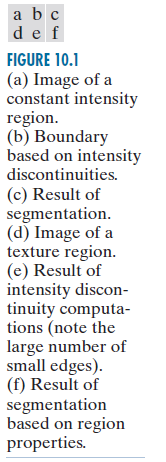 a b c
d e f
FIGURE 10.1
(a) Image of a
constant intensity
region.
(b) Boundary
based on intensity
discontinuities.
(c) Result of
segmentation.
(d) Image of a
texture region.
(e) Result of
intensity discon-
tinuity computa-
tions (note the
large number of
small edges).
(f) Result of
segmentation
based on region
properties.